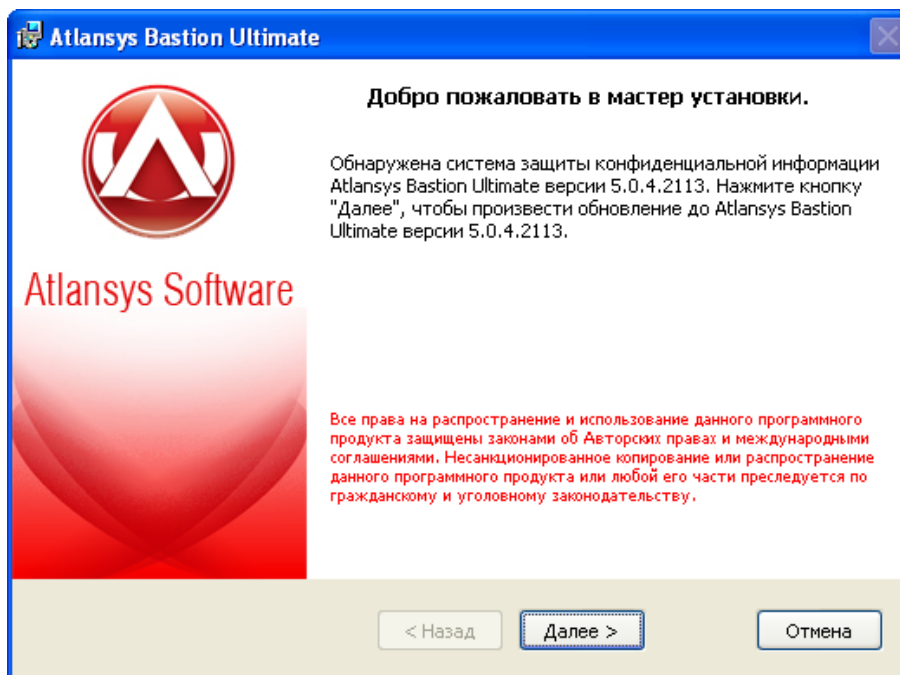 Atlansys Bastion Ultimate
Добро пожаловать в мастер установки.
Обнаружена система защиты конфиденциальной информации
Atlansys Bastion Ultimate версии 5.0.4.2113. Нажмите кнопку
"Далее", чтобы произвести обновление до Atlansys Bastion
Ultimate версии 5.0.4.2113.
Atlansys Software
Все права на распространение и использование данного программного
продукта защищены законами об Авторских правах и международными
соглашениями. Несанкционированное копирование или распространение
данного программного продукта или любой его части преследуется по
гражданскому и уголовному законодательству.
< Назад
Далее >
Отмена